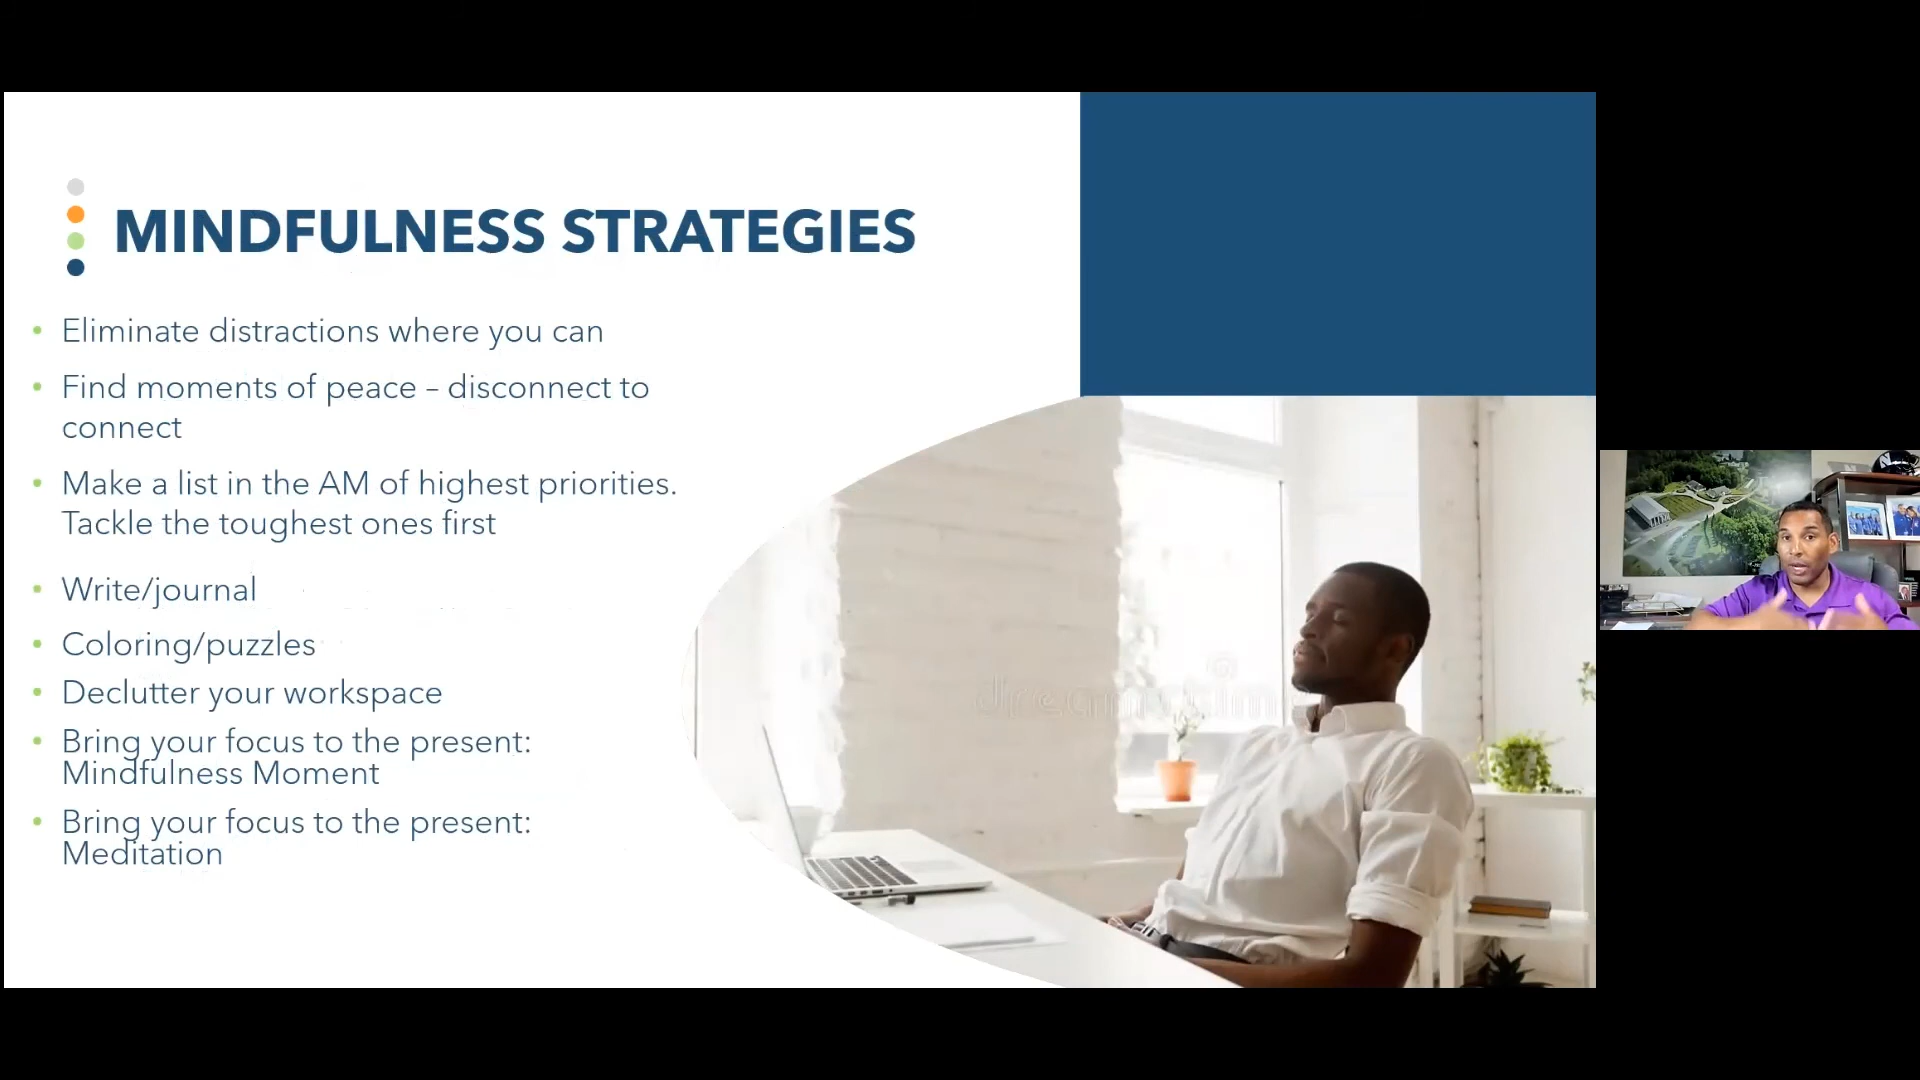 MINDFULNESS STRATEGIES
• Eliminate distractions where you can
• Find moments of peace – disconnect to
connect
• Make a list in the AM of highest priorities.
Tackle the toughest ones first
• Write/journal
• Coloring/puzzles
• Declutter your workspace
• Bring your focus to the present:
Mindfulness Moment
• Bring your focus to the present:
Meditation